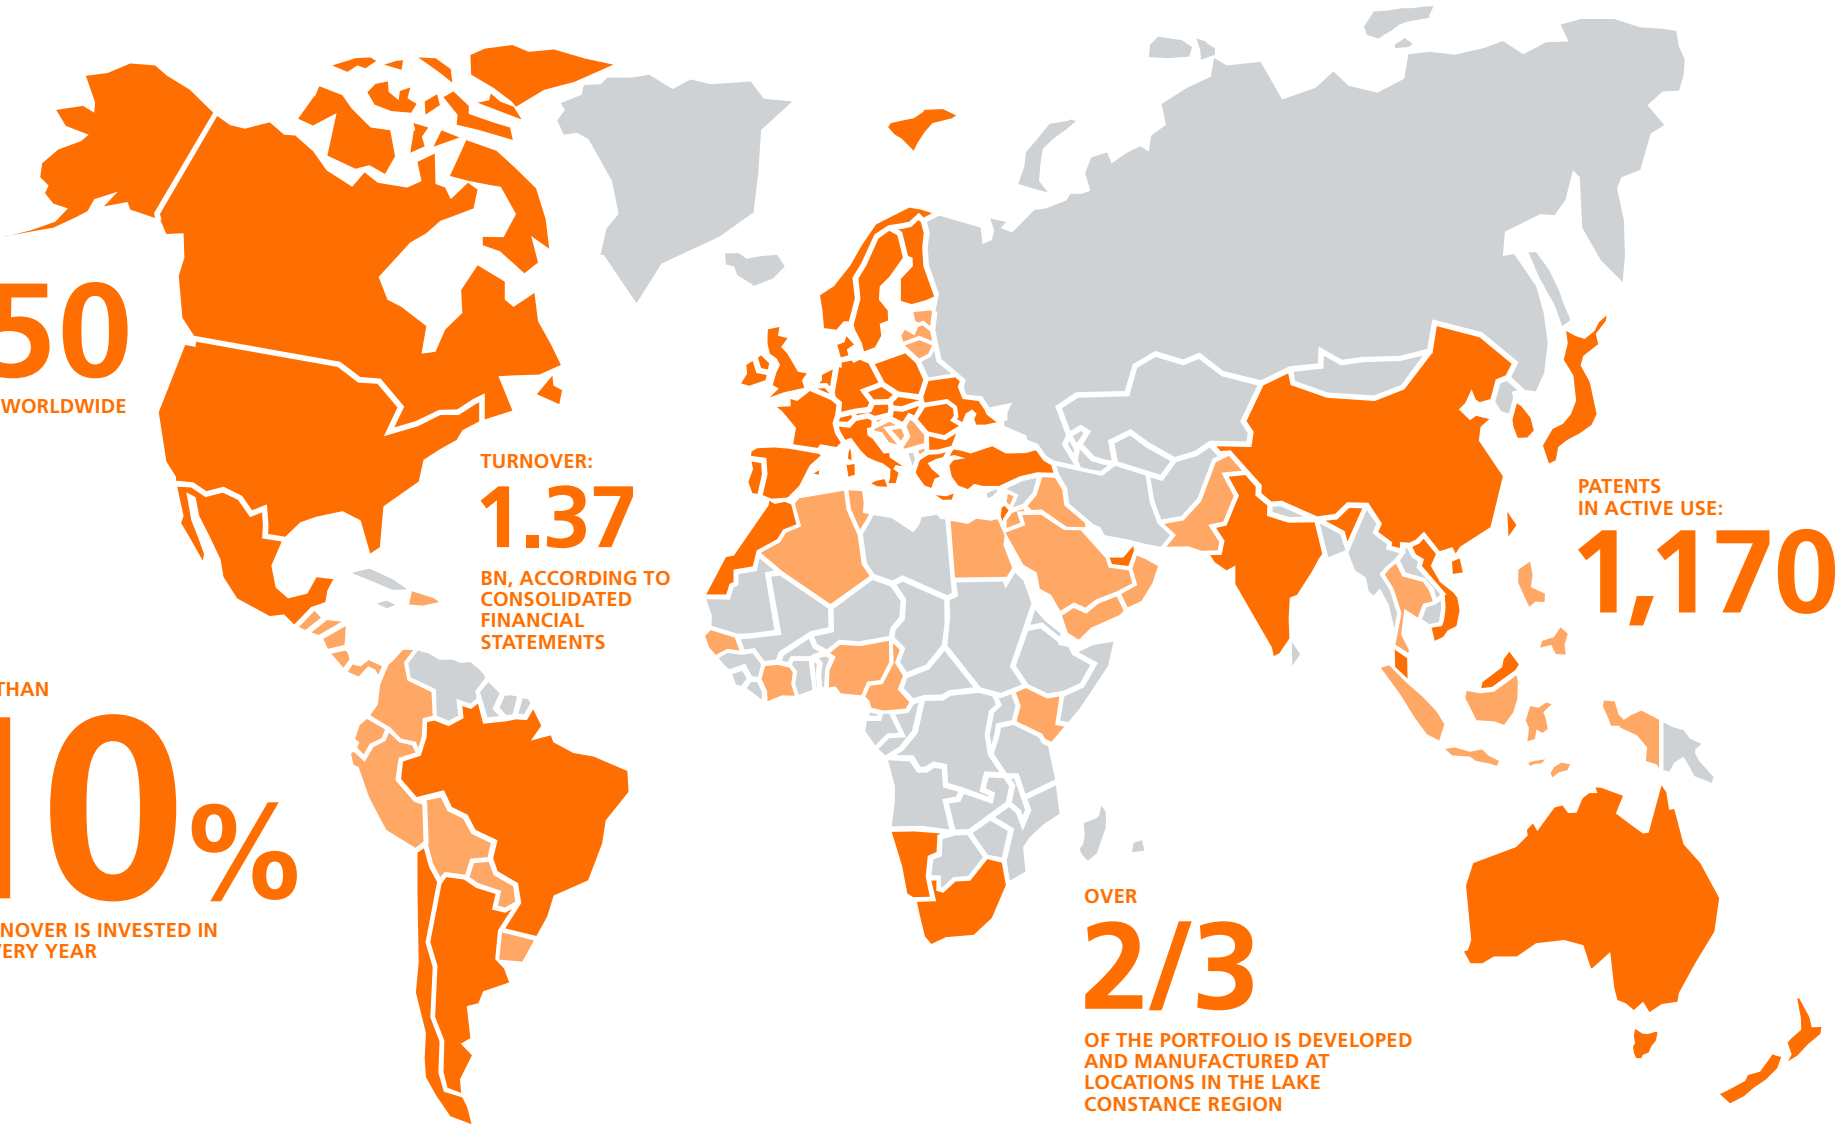 50
WORLDWIDE
TURNOVER:
1.37
BN, ACCORDING TO
CONSOLIDATED
FINANCIAL
STATEMENTS
PATENTS
IN ACTIVE USE:
1,170
THAN
10%
NOVER IS INVESTED IN
VERY YEAR
OVER
2/3
OF THE PORTFOLIO IS DEVELOPED
AND MANUFACTURED AT
LOCATIONS IN THE LAKE
CONSTANCE REGION